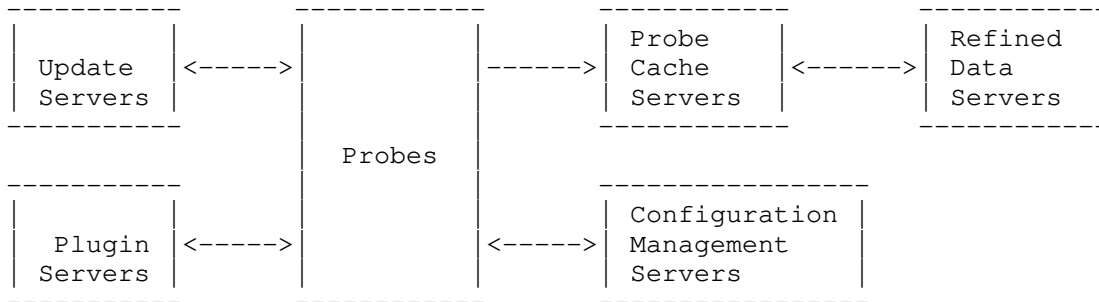 Update
Servers
Probes
Probe
Cache
Servers
Refined
Data
Servers
Plugin
Servers
Configuration
Management
Servers